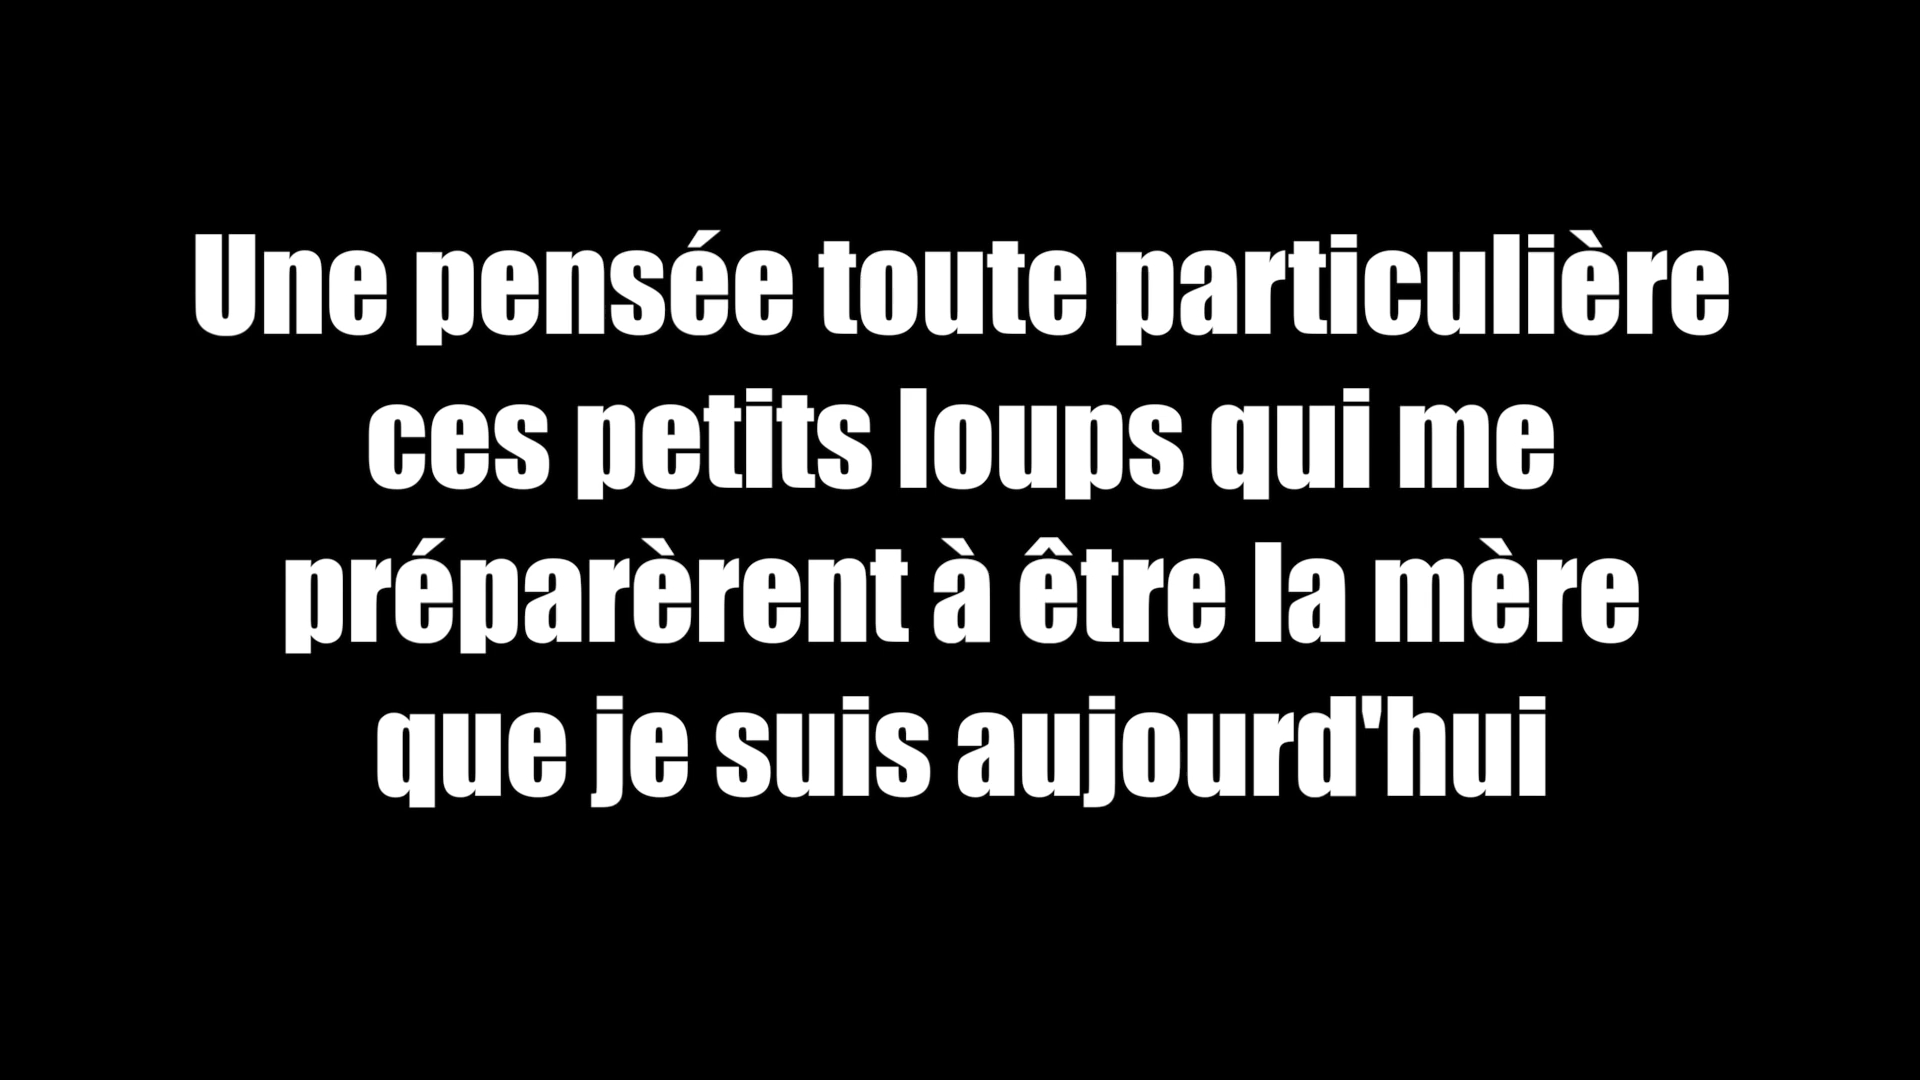 Une pensée toute particulière
ces petits loups qui me
préparèrent à être la mère
que je suis aujourd'hui